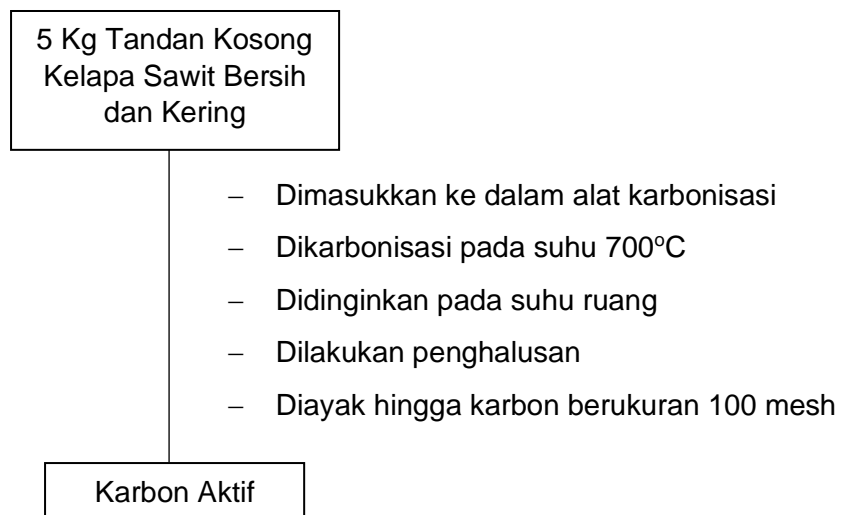 5 Kg Tandan Kosong
Kelapa Sawit Bersih
dan Kering
– Dimasukkan ke dalam alat karbonisasi
– Dikarbonisasi pada suhu 700ºC
– Didinginkan pada suhu ruang
– Dilakukan penghalusan
– Diayak hingga karbon berukuran 100 mesh
Karbon Aktif